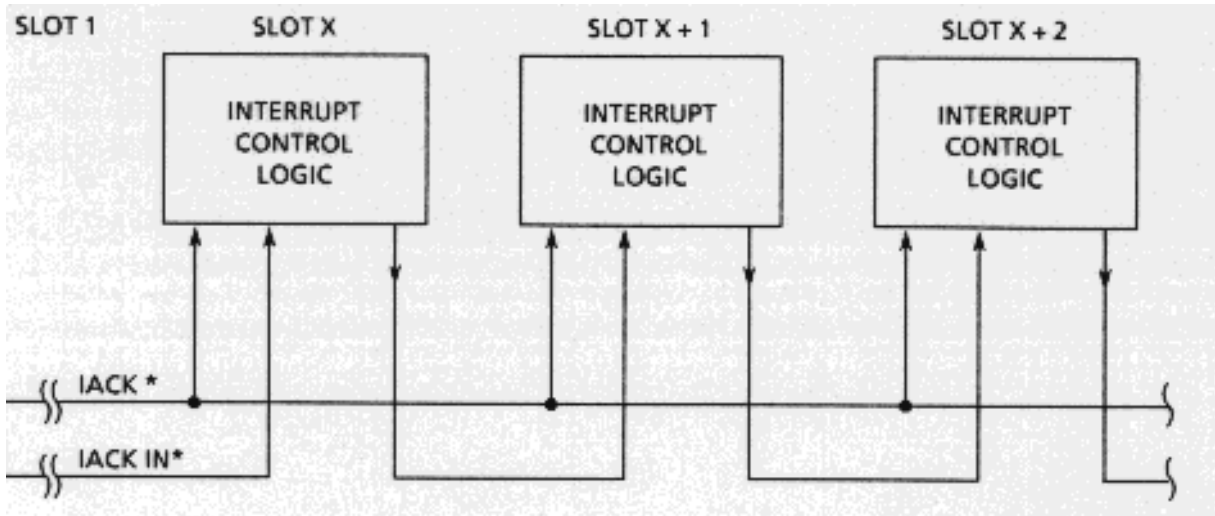 SLOT 1
SLOT X
SLOT X + 1
SLOT X + 2
INTERRUPT
CONTROL
LOGIC
INTERRUPT
CONTROL
LOGIC
INTERRUPT
CONTROL
LOGIC
IACK *
IACK IN*